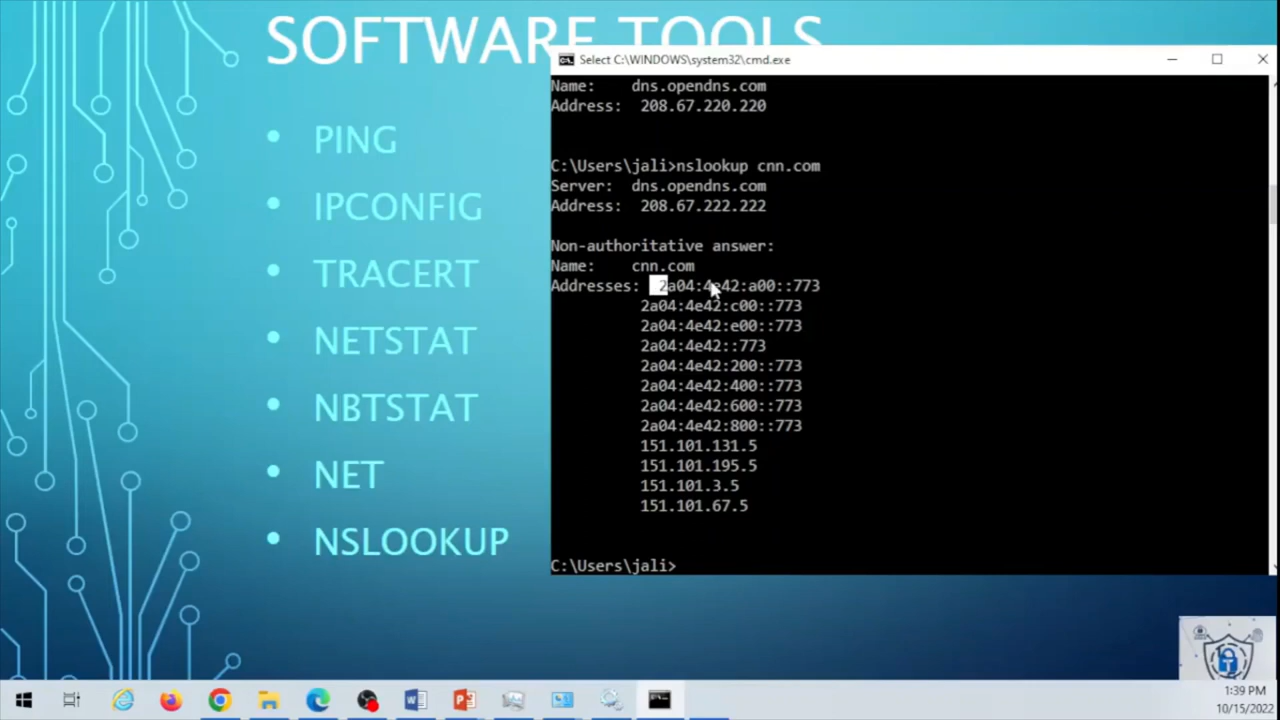 SOFTWARE TOOLS
• PING
• IPCONFIG
• TRACERT
• NETSTAT
• NBTSTAT
• NET
• NSLOOKUP
Select C:\WINDOWS\system32\cmd.exe
Name:    dns.opendns.com
Address:  208.67.220.220
C:\Users\jali>nslookup cnn.com
Server:  dns.opendns.com
Address:  208.67.222.222
Non-authoritative answer:
Name:    cnn.com
Addresses:  2a04:4e42:a00::773
2a04:4e42:c00::773
2a04:4e42:e00::773
2a04:4e42::773
2a04:4e42:200::773
2a04:4e42:400::773
2a04:4e42:600::773
2a04:4e42:800::773
151.101.131.5
151.101.195.5
151.101.3.5
151.101.67.5
C:\Users\jali>
1:39 PM
10/15/2022